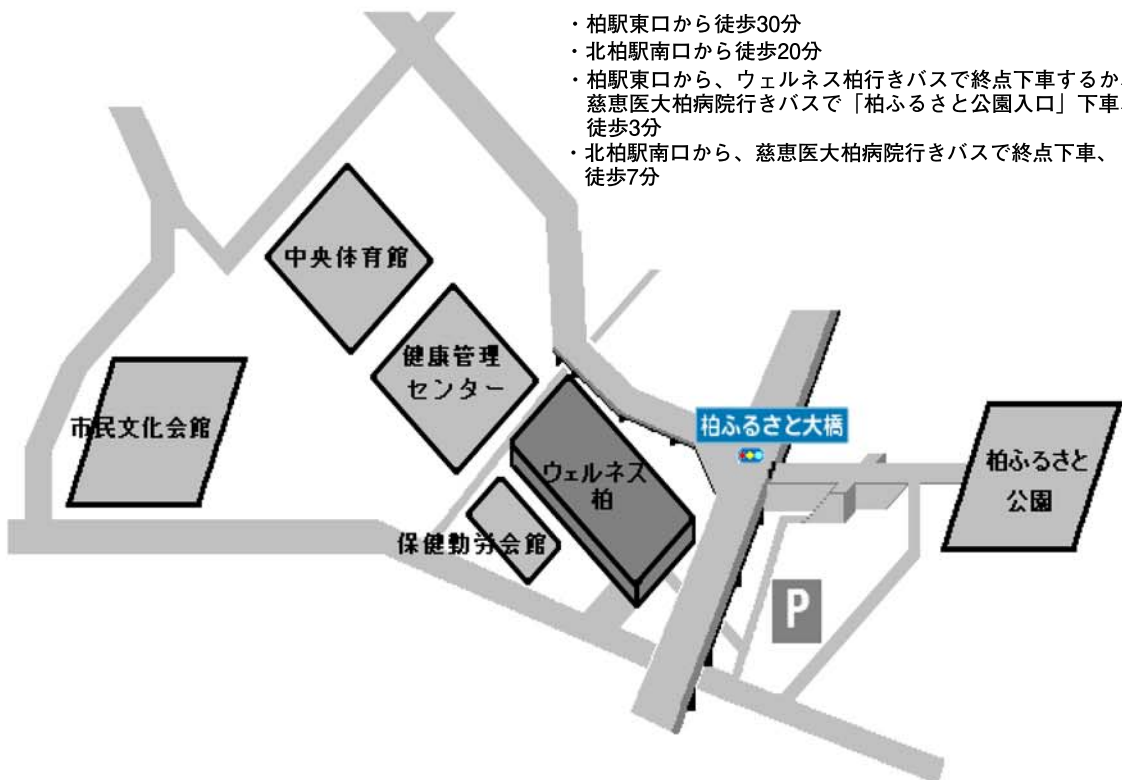 ・柏駅東口から徒歩30分
・北柏駅南口から徒歩20分
・柏駅東口から、ウェルネス柏行きバスで終点下車するか、
慈恵医大柏病院行きバスで「柏ふるさと公園入口」下車、
徒歩3分
・北柏駅南口から、慈恵医大柏病院行きバスで終点下車、
徒歩7分
中央体育館
健康管理
センター
市民文化会館
柏ふるさと大橋
ウェルネス
柏
柏ふるさと
公園
保健勤労会館
P